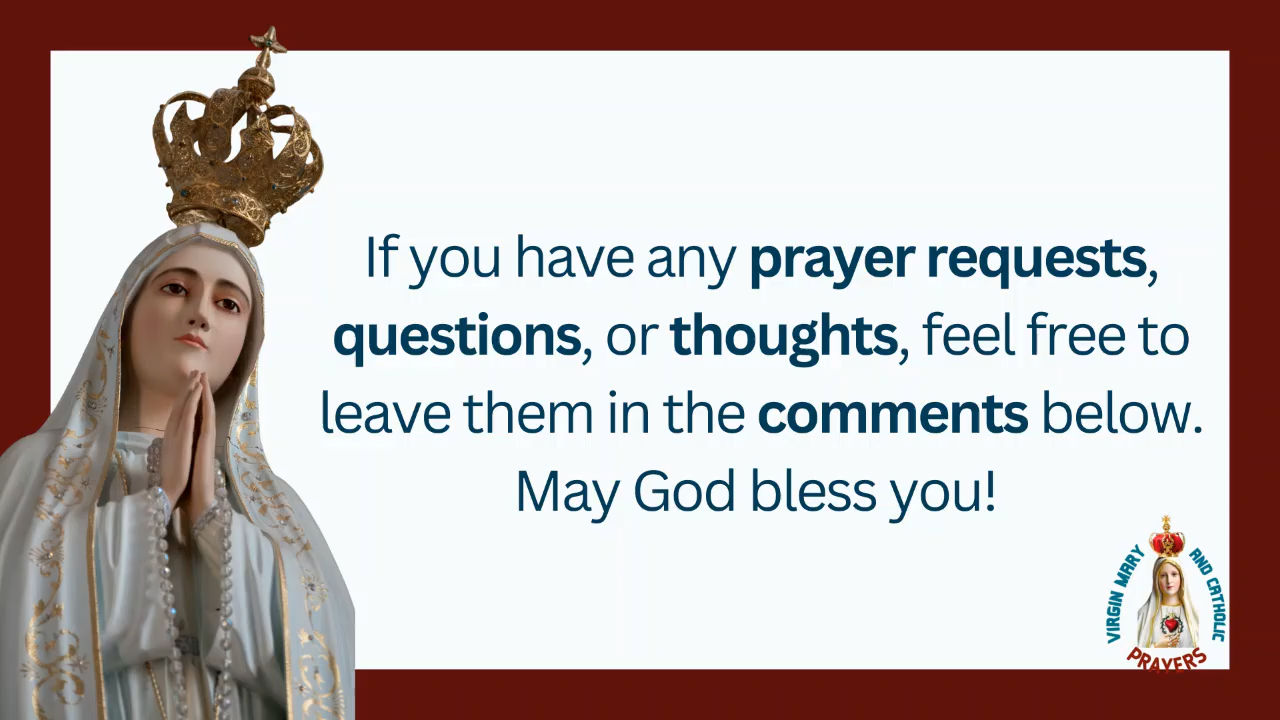 If you have any prayer requests,
questions, or thoughts, feel free to
leave them in the comments below.
May God bless you!
VIRGIN MARY
AND CATHOLIC
PRAYERS